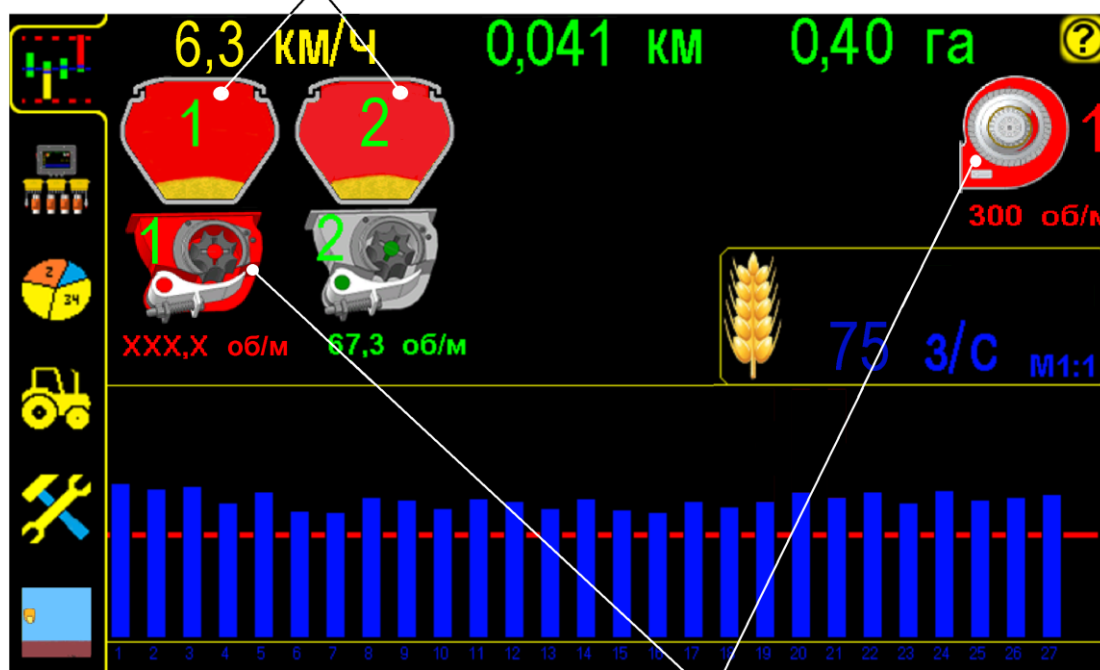 6,3 км/ч 0,041 км 0,40 га ?
1 2 1
1 2
300 об/м
XXX,X об/м 67,3 об/м
2
34
75 з/с М1:1
1 2 3 4 5 6 7 8 9 10 11 12 13 14 15 16 17 18 19 20 21 22 23 24 25 26 27